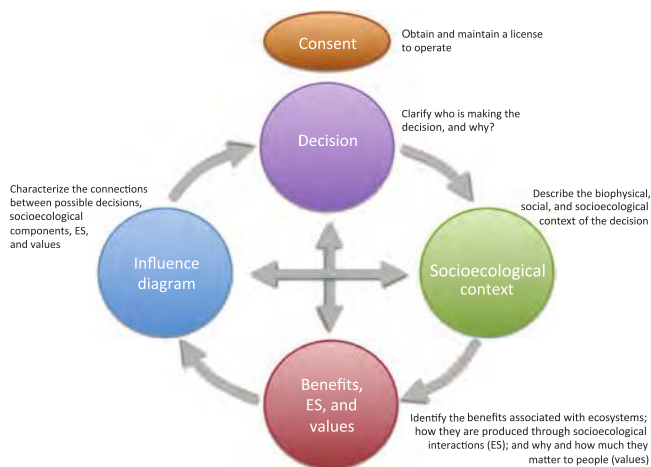 Consent
Obtain and maintain a license
to operate
Decision
Clarify who is making the
decision, and why?
Characterize the connections
between possible decisions,
socioecological
components, ES,
and values
Describe the biophysical,
social, and socioecological
context of the decision
Influence
diagram
Socioecological
context
Benefits,
ES, and
values
Identify the benefits associated with ecosystems;
how they are produced through socioecological
interactions (ES); and why and how much they
matter to people (values)